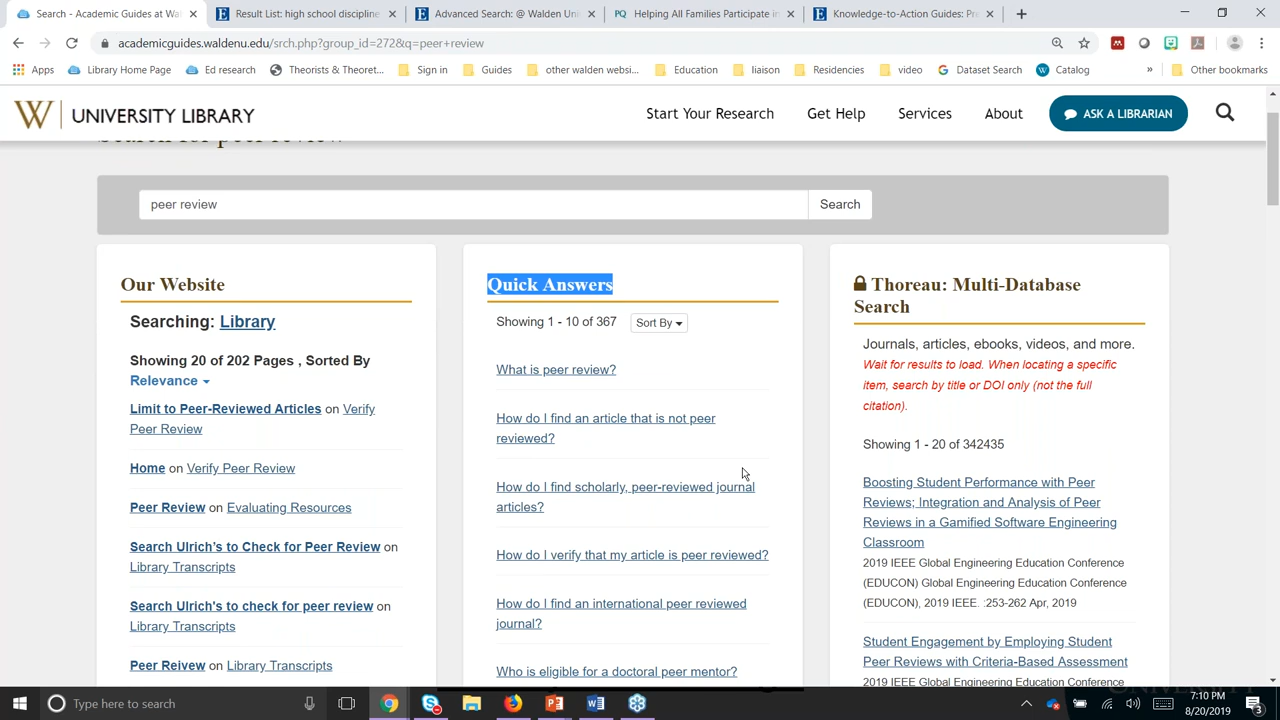 Search - Academic Guides at Wal
Result List: high school discipline
Advanced Search: @ Walden Uni
PQ Helping All Families Participate in
Knowledge-to-Action Guides: Pr
academicguides.waldenu.edu/srch.php?group_id=272&q=peer+review
Apps Library Home Page Ed research Theorists & Theoret... Sign in Guides other walden websi... Education liaison Residencies video Dataset Search Catalog » Other bookmarks
W UNIVERSITY LIBRARY
Start Your Research Get Help Services About ASK A LIBRARIAN
Search for peer review
peer review Search
Our Website
Searching: Library
Showing 20 of 202 Pages , Sorted By
Relevance
Limit to Peer-Reviewed Articles on Verify
Peer Review
Home on Verify Peer Review
Peer Review on Evaluating Resources
Search Ulrich's to Check for Peer Review on
Library Transcripts
Search Ulrich's to check for peer review on
Library Transcripts
Peer Reivew on Library Transcripts
Quick Answers
Showing 1 - 10 of 367 Sort By
What is peer review?
How do I find an article that is not peer
reviewed?
How do I find scholarly, peer-reviewed journal
articles?
How do I verify that my article is peer reviewed?
How do I find an international peer reviewed
journal?
Who is eligible for a doctoral peer mentor?
Thoreau: Multi-Database
Search
Journals, articles, ebooks, videos, and more.
Wait for results to load. When locating a specific
item, search by title or DOI only (not the full
citation).
Showing 1 - 20 of 342435
Boosting Student Performance with Peer
Reviews; Integration and Analysis of Peer
Reviews in a Gamified Software Engineering
Classroom
2019 IEEE Global Engineering Education Conference
(EDUCON) Global Engineering Education Conference
(EDUCON), 2019 IEEE. :253-262 Apr, 2019
Student Engagement by Employing Student
Peer Reviews with Criteria-Based Assessment
2019 IEEE Global Engineering Education Conference
Type here to search
7:10 PM
8/20/2019
3